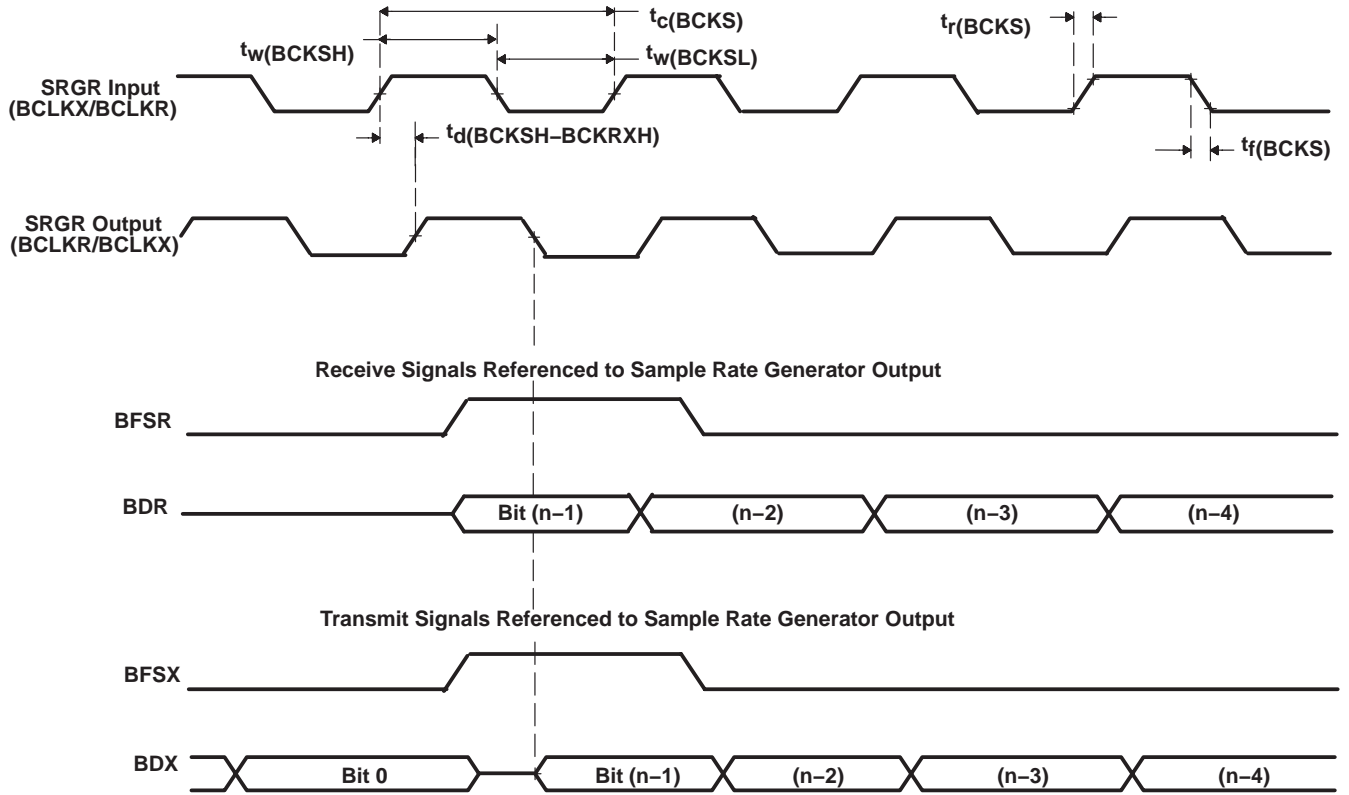 tc(BCKS)
tr(BCKS)
tw(BCKSH)
tw(BCKSL)
SRGR Input
(BCLKX/BCLKR)
td(BCKSH–BCKRXH)
tf(BCKS)
SRGR Output
(BCLKR/BCLKX)
Receive Signals Referenced to Sample Rate Generator Output
BFSR
BDR
Bit (n–1)
(n–2)
(n–3)
(n–4)
Transmit Signals Referenced to Sample Rate Generator Output
BFSX
BDX
Bit 0
Bit (n–1)
(n–2)
(n–3)
(n–4)